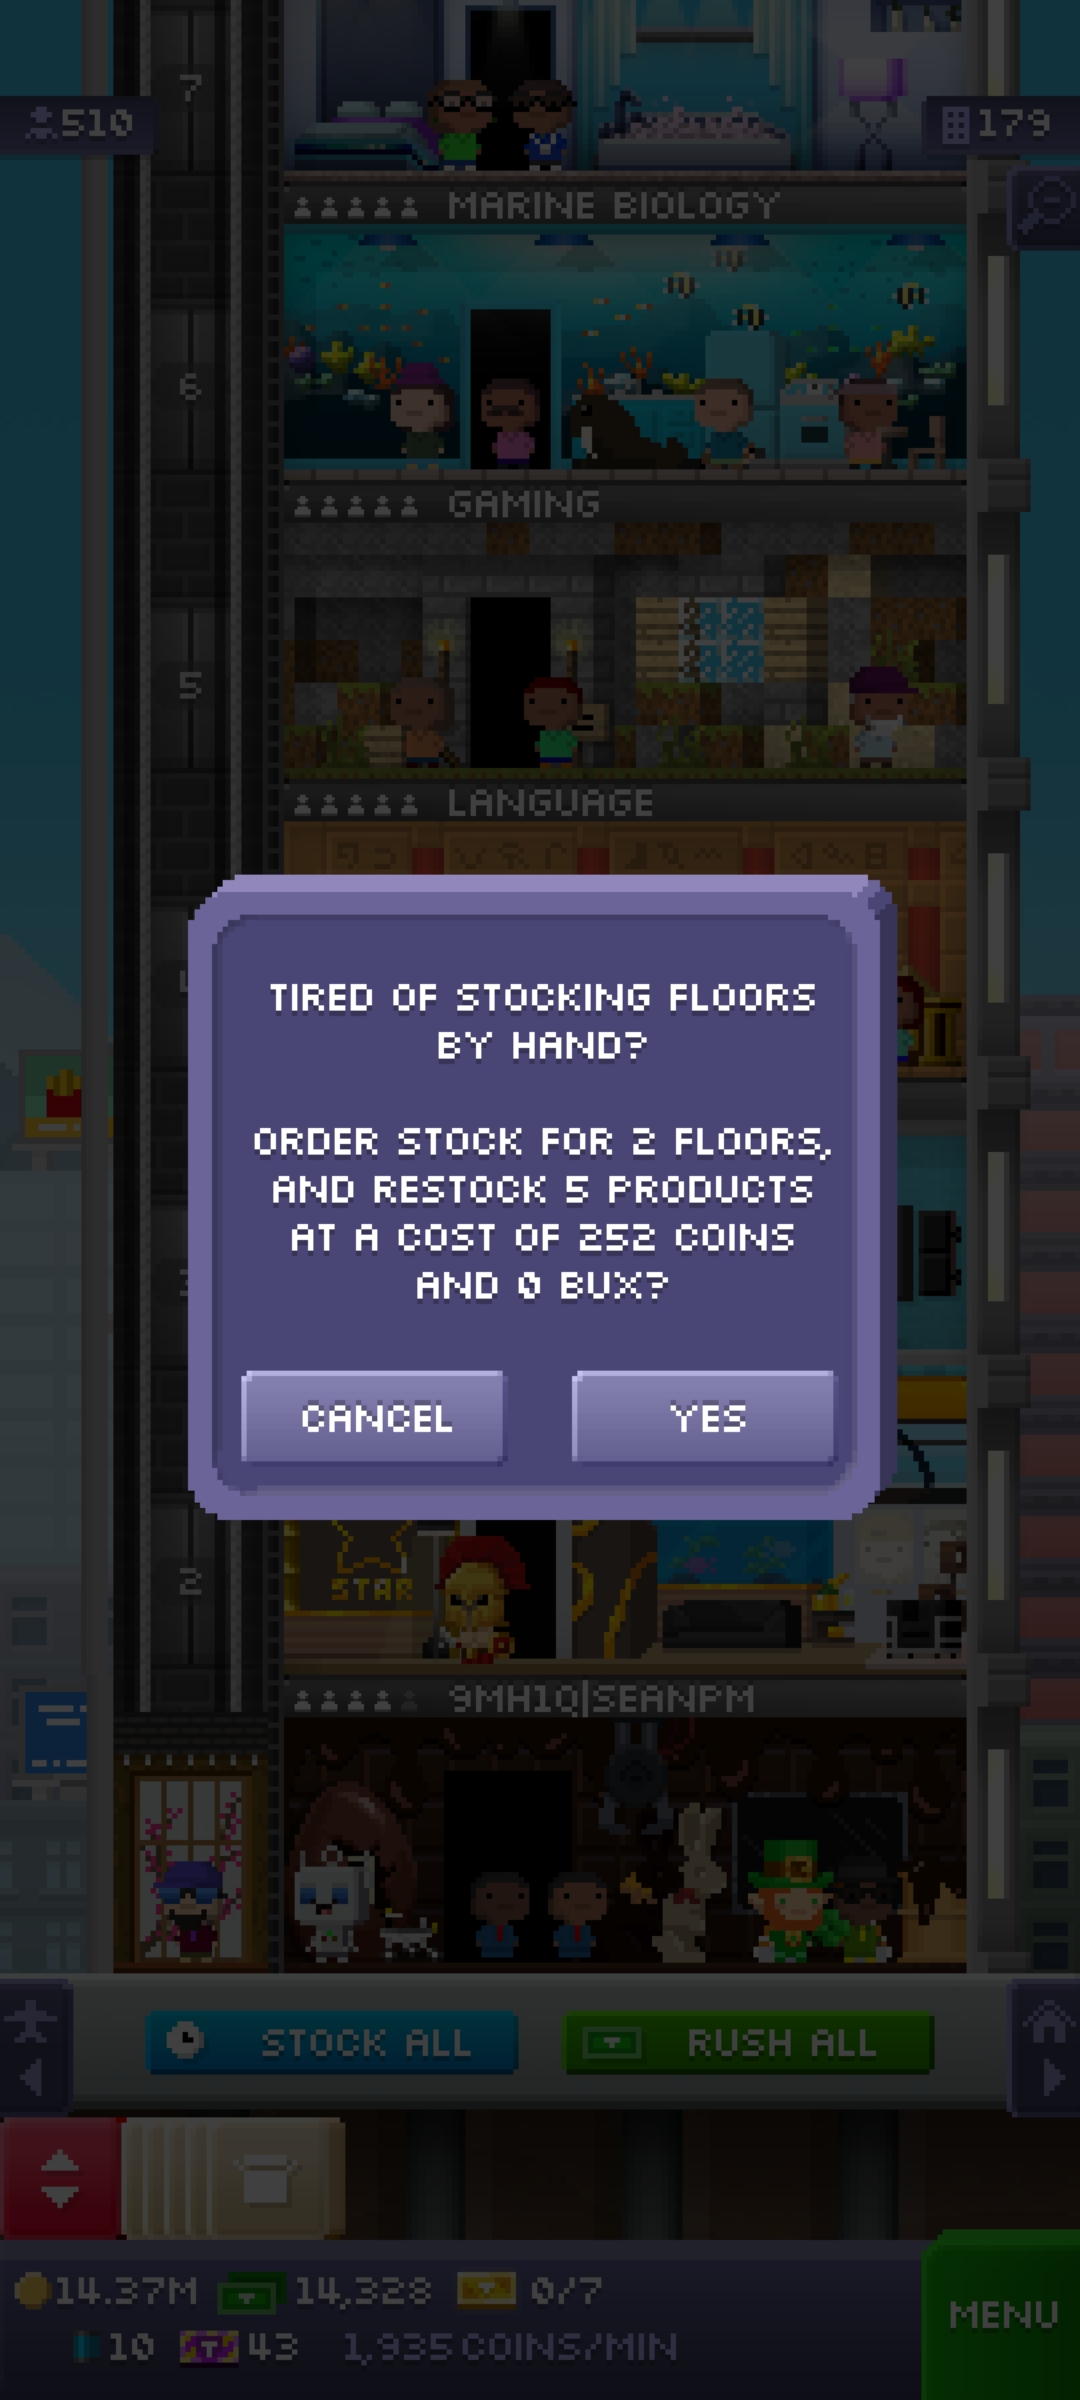 7
510
179
MARINE BIOLOGY
6
GAMING
5
LANGUAGE
TIRED OF STOCKING FLOORS
BY HAND?
ORDER STOCK FOR 2 FLOORS,
AND RESTOCK 5 PRODUCTS
AT A COST OF 252 COINS
AND 0 BUX?
CANCEL
YES
2
STAR
9MH1Q|SEANPM
STOCK ALL
RUSH ALL
14.37M
14,328
0/7
MENU
10
43
1,935 COINS/MIN